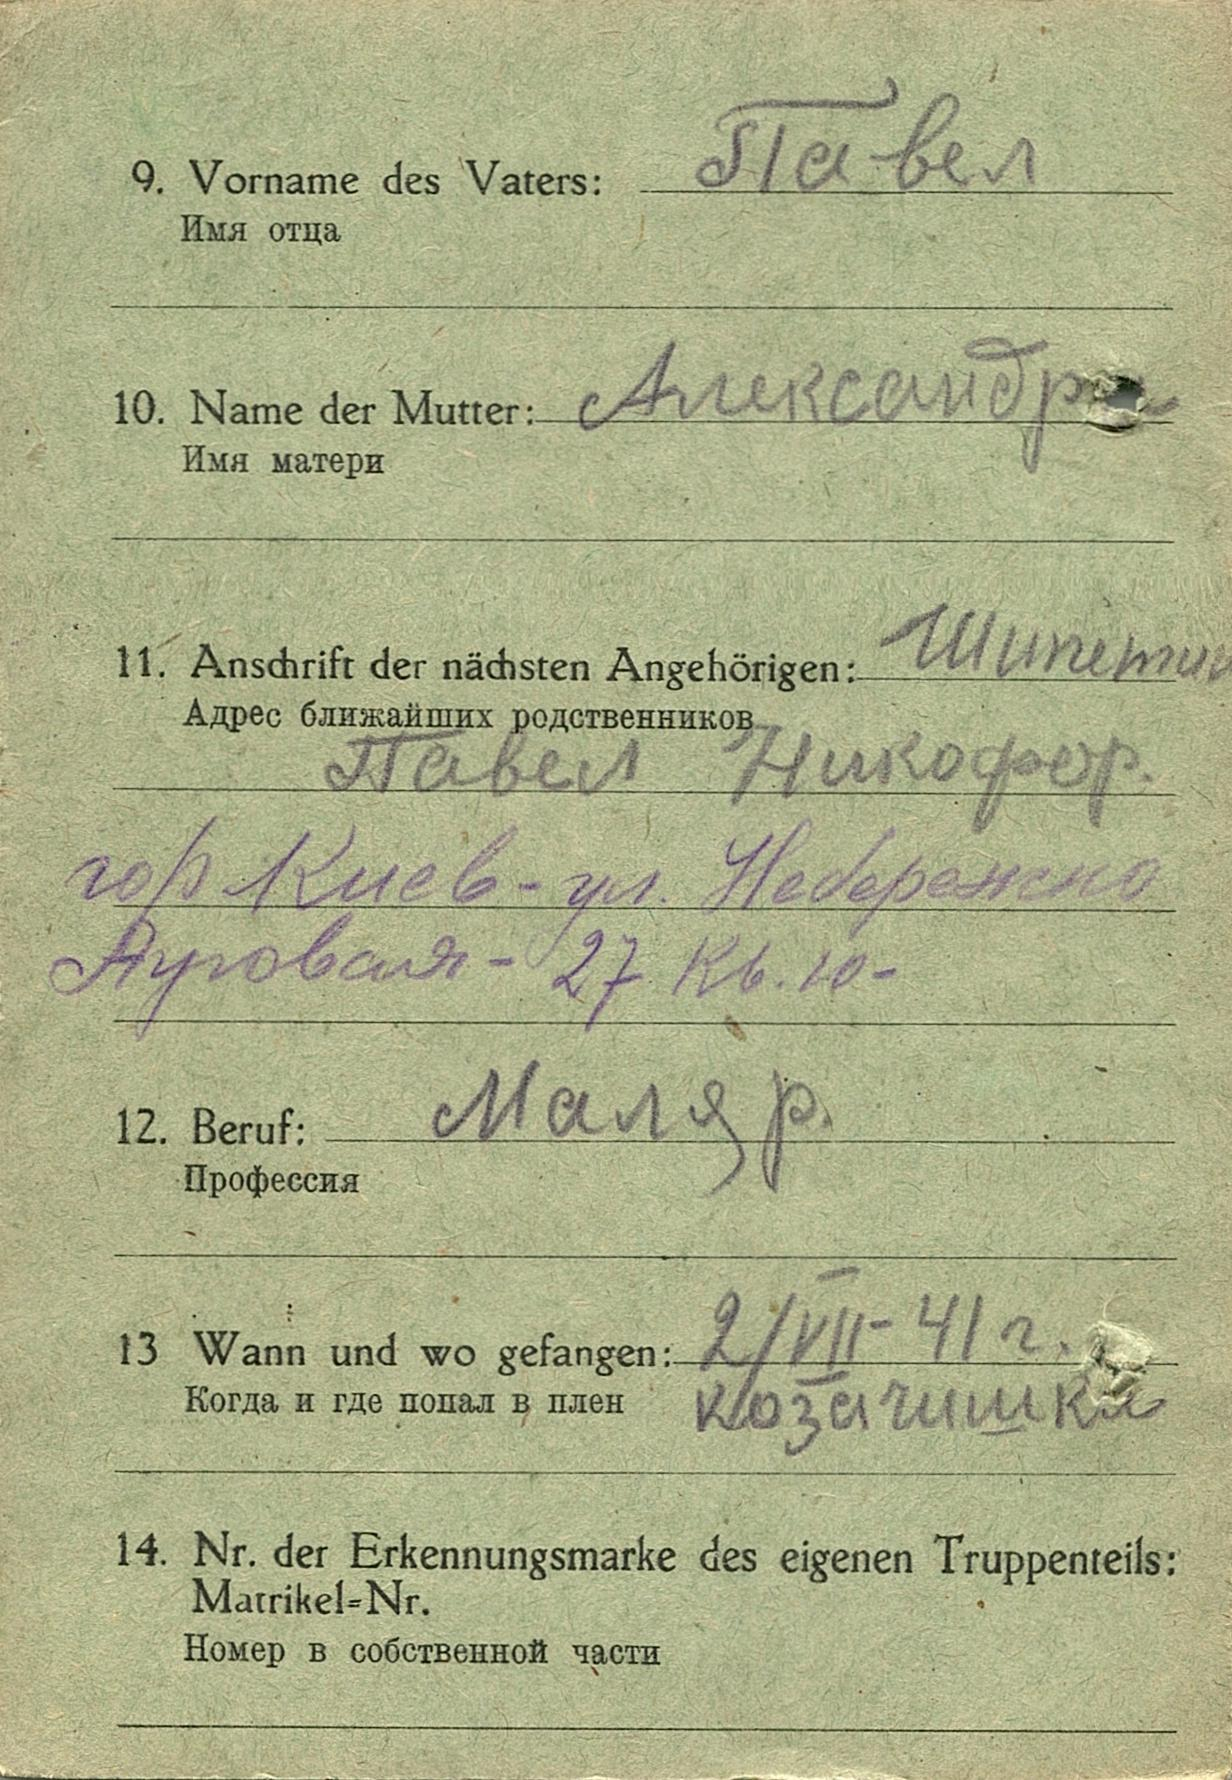 9. Vorname des Vaters: Павел
Имя отца
10. Name der Mutter: Александра
Имя матери
11. Anschrift der nächsten Angehörigen: Шипетин
Адрес ближайших родственников
Павел Никофор.
гор Киев - ул. Небережно
Луговая - 27 Кв. 10 -
12. Beruf: Маляр.
Профессия
13 Wann und wo gefangen: 2/VII - 41 г.
Когда и где попал в плен козачишки
14. Nr. der Erkennungsmarke des eigenen Truppenteils:
Matrikel=Nr.
Номер в собственной части